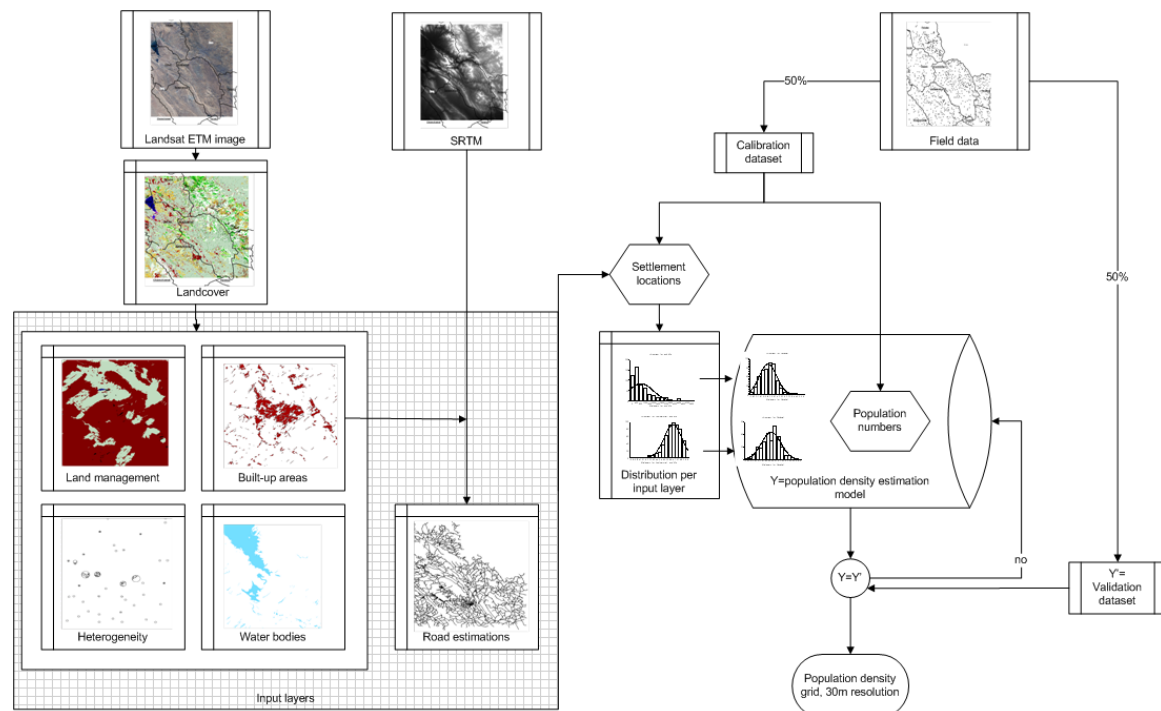 Landsat ETM image
SRTM
50%
Field data
Calibration
dataset
Landcover
Settlement
locations
50%
Land management
Built-up areas
Distribution per
input layer
Population
numbers
Y=population density estimation
model
Heterogeneity
Water bodies
Road estimations
Y=Y'
no
Y'=
Validation
dataset
Input layers
Population density
grid, 30m resolution